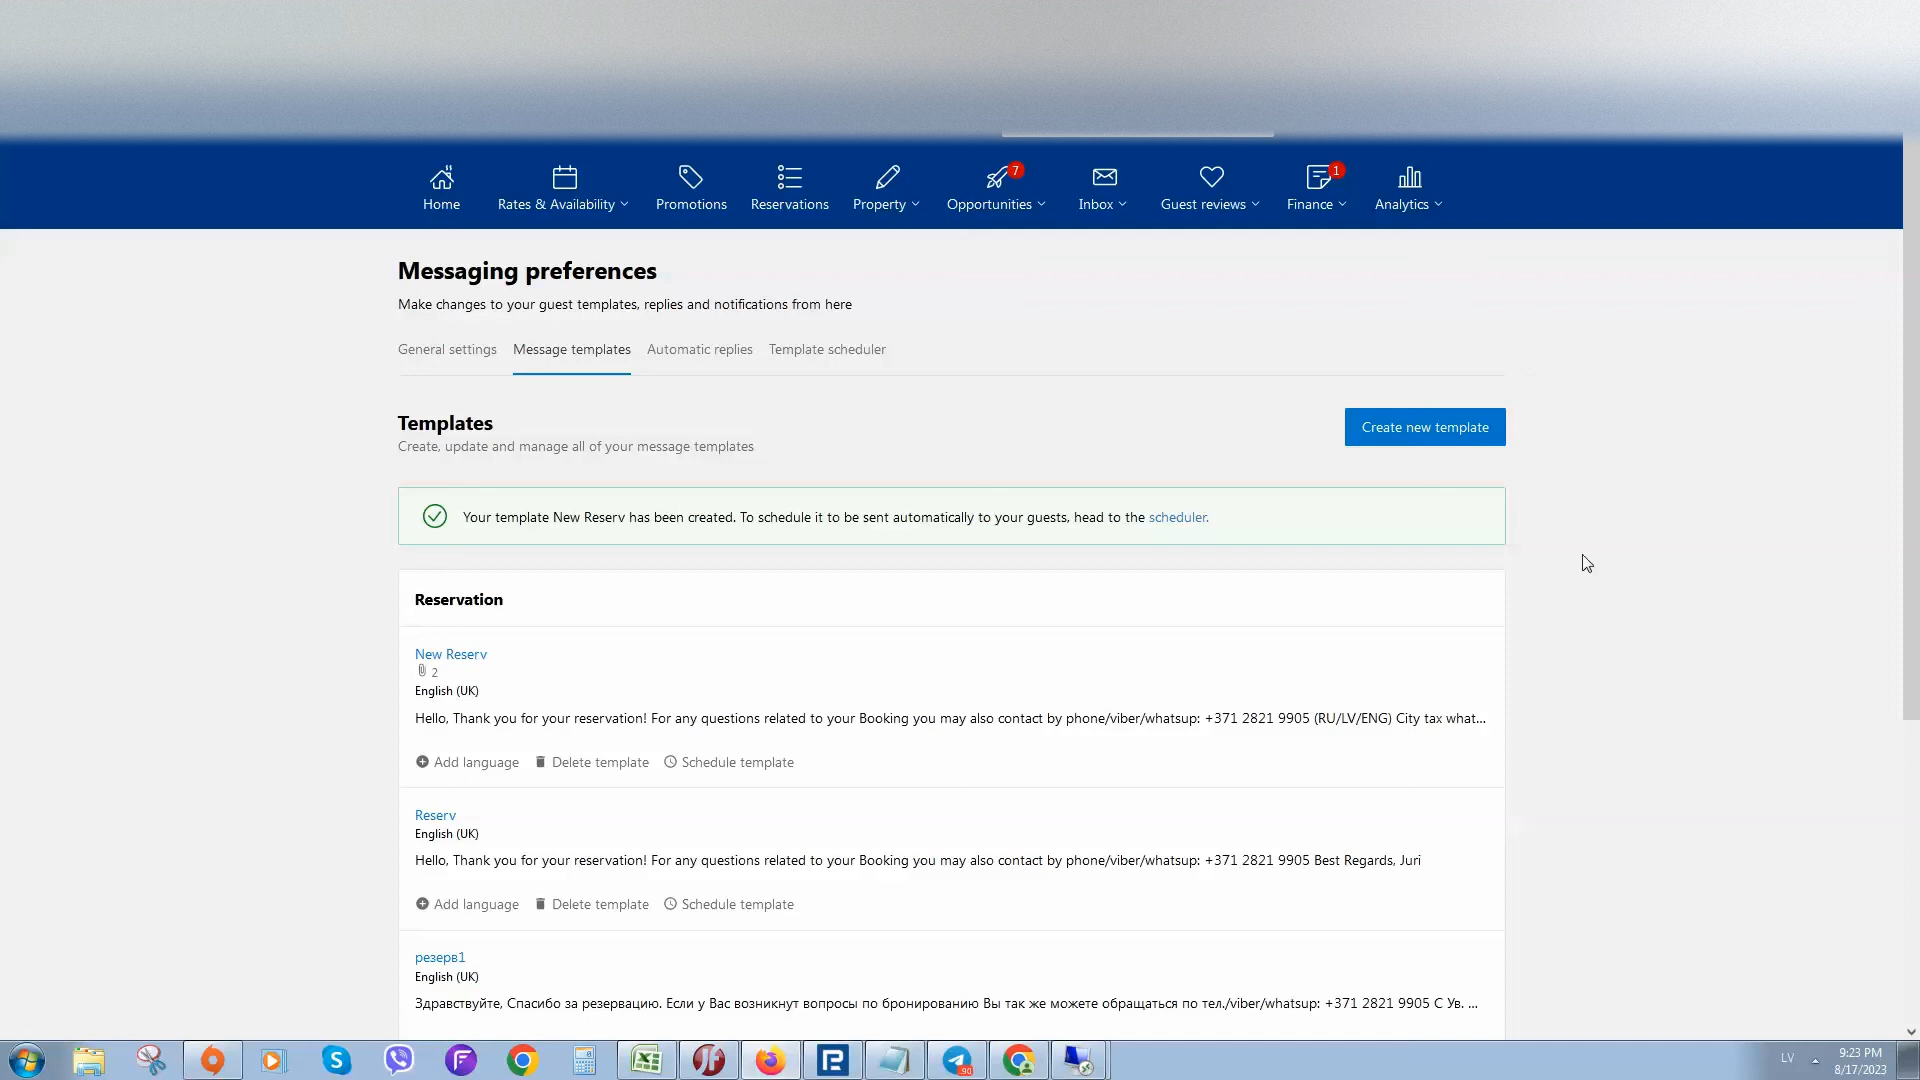 7
1
Home
Rates & Availability
Promotions
Reservations
Property
Opportunities
Inbox
Guest reviews
Finance
Analytics
Messaging preferences
Make changes to your guest templates, replies and notifications from here
General settings
Message templates
Automatic replies
Template scheduler
Templates
Create, update and manage all of your message templates
Create new template
Your template New Reserv has been created. To schedule it to be sent automatically to your guests, head to the scheduler.
Reservation
New Reserv
2
English (UK)
Hello, Thank you for your reservation! For any questions related to your Booking you may also contact by phone/viber/whatsup: +371 2821 9905 (RU/LV/ENG) City tax what...
Add language
Delete template
Schedule template
Reserv
English (UK)
Hello, Thank you for your reservation! For any questions related to your Booking you may also contact by phone/viber/whatsup: +371 2821 9905 Best Regards, Juri
Add language
Delete template
Schedule template
резерв1
English (UK)
Здравствуйте, Спасибо за резервацию. Если у Вас возникнут вопросы по бронированию Вы так же можете обращаться по тел./viber/whatsup: +371 2821 9905 С Ув. ...
90
LV
9:23 PM
8/17/2023